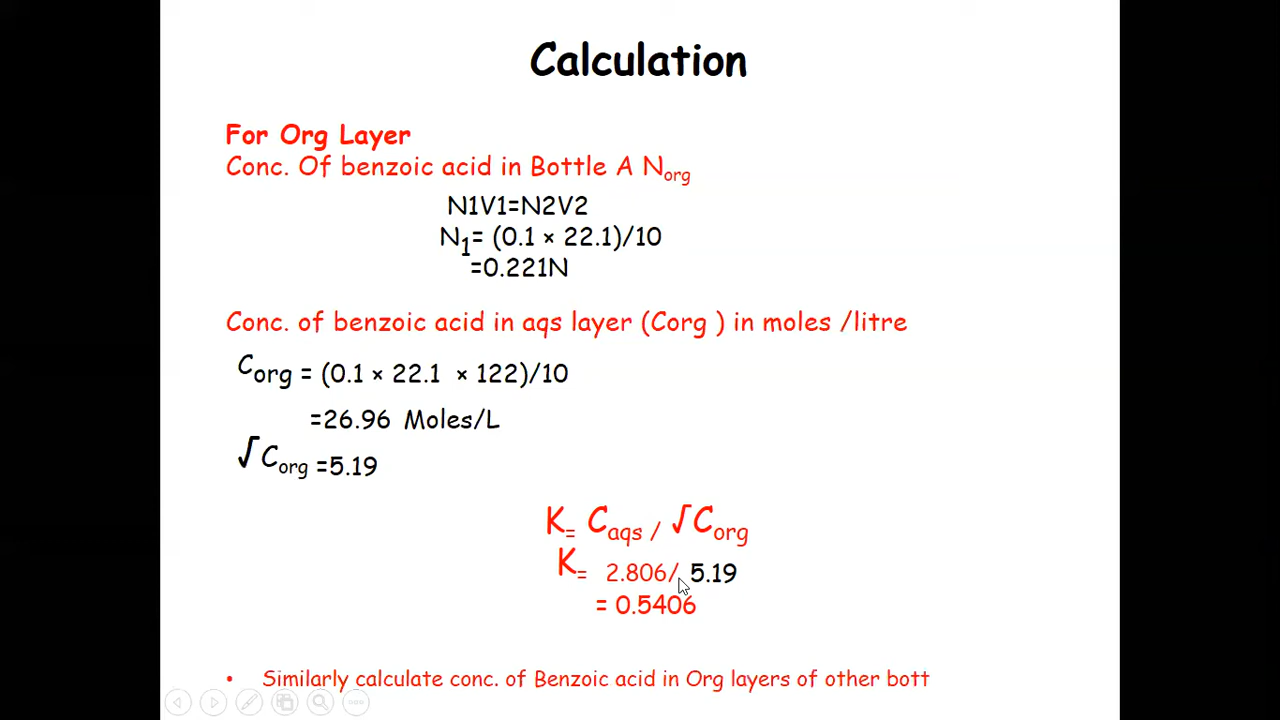 Calculation
For Org Layer
Conc. Of benzoic acid in Bottle A Norg
N1V1=N2V2
N1= (0.1 × 22.1)/10
=0.221N
Conc. of benzoic acid in aqs layer (Corg ) in moles /litre
Corg = (0.1 × 22.1 × 122)/10
=26.96 Moles/L
√Corg =5.19
K= Caqs / √Corg
K= 2.806/ 5.19
= 0.5406
• Similarly calculate conc. of Benzoic acid in Org layers of other bott